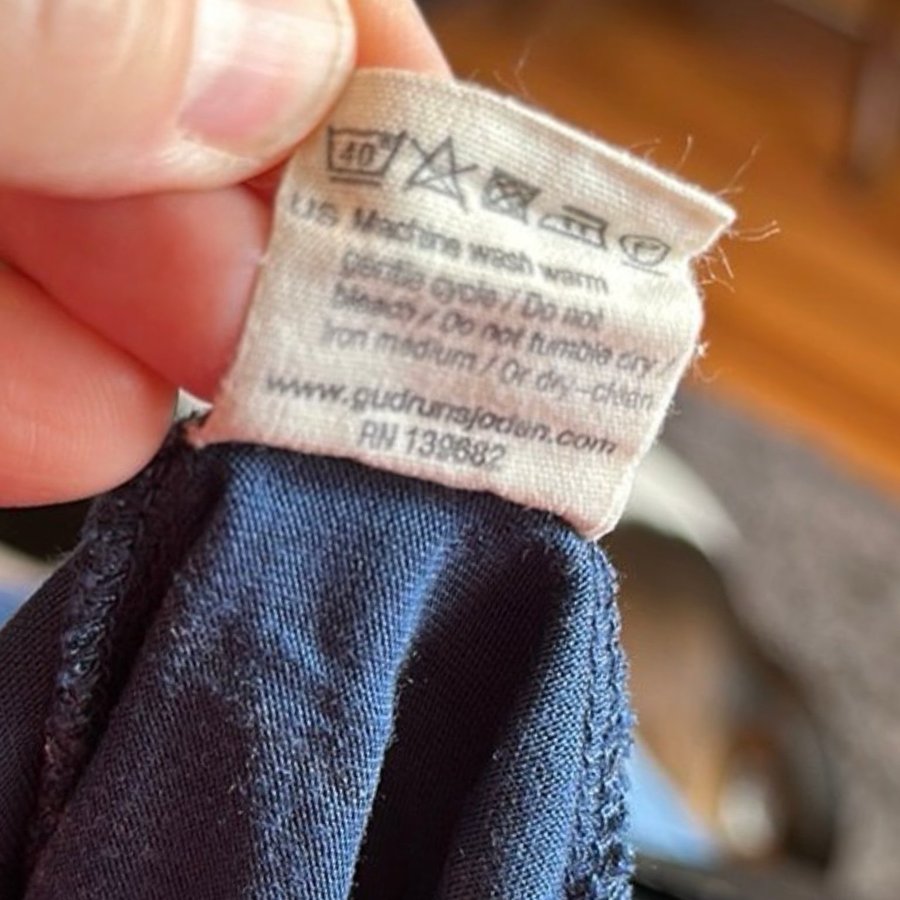 40°
US Machine wash warm
gentle cycle / Do not
bleach / Do not tumble dry /
Iron medium / Or dry-clean
www.gudrunsjoden.com
RN 139682